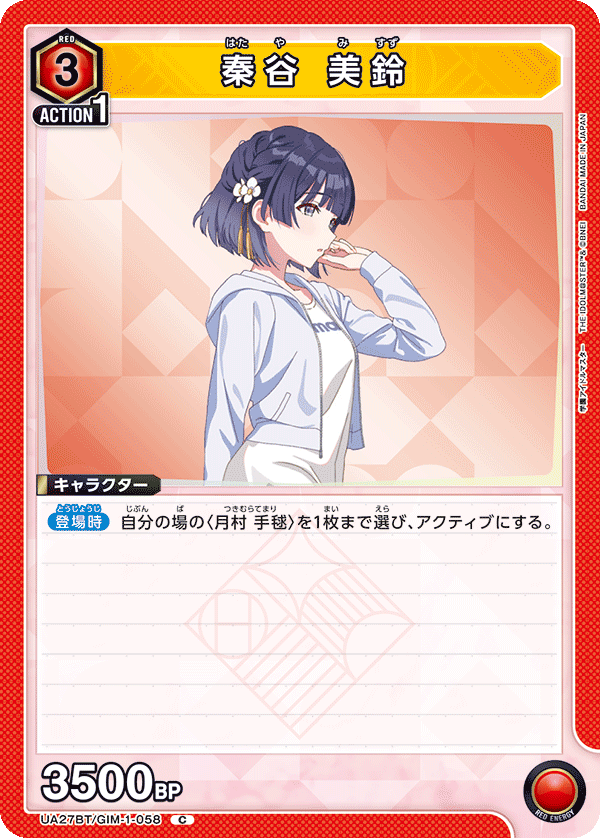 RED
3
ACTION 1
はた や み すず
秦谷 美鈴
BANDAI MADE IN JAPAN
THE IDOLM@STER™& ©BNEI
学園アイドルマスター
キャラクター
とうじょうじ じぶん ば つきむらてまり まい えら
登場時 自分の場の〈月村 手毬〉を1枚まで選び、アクティブにする。
3500BP
RED ENERGY
UA27BT/GIM-1-058 C